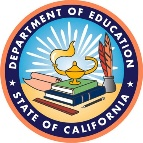 DEPARTMENT OF EDUCATION
STATE OF CALIFORNIA